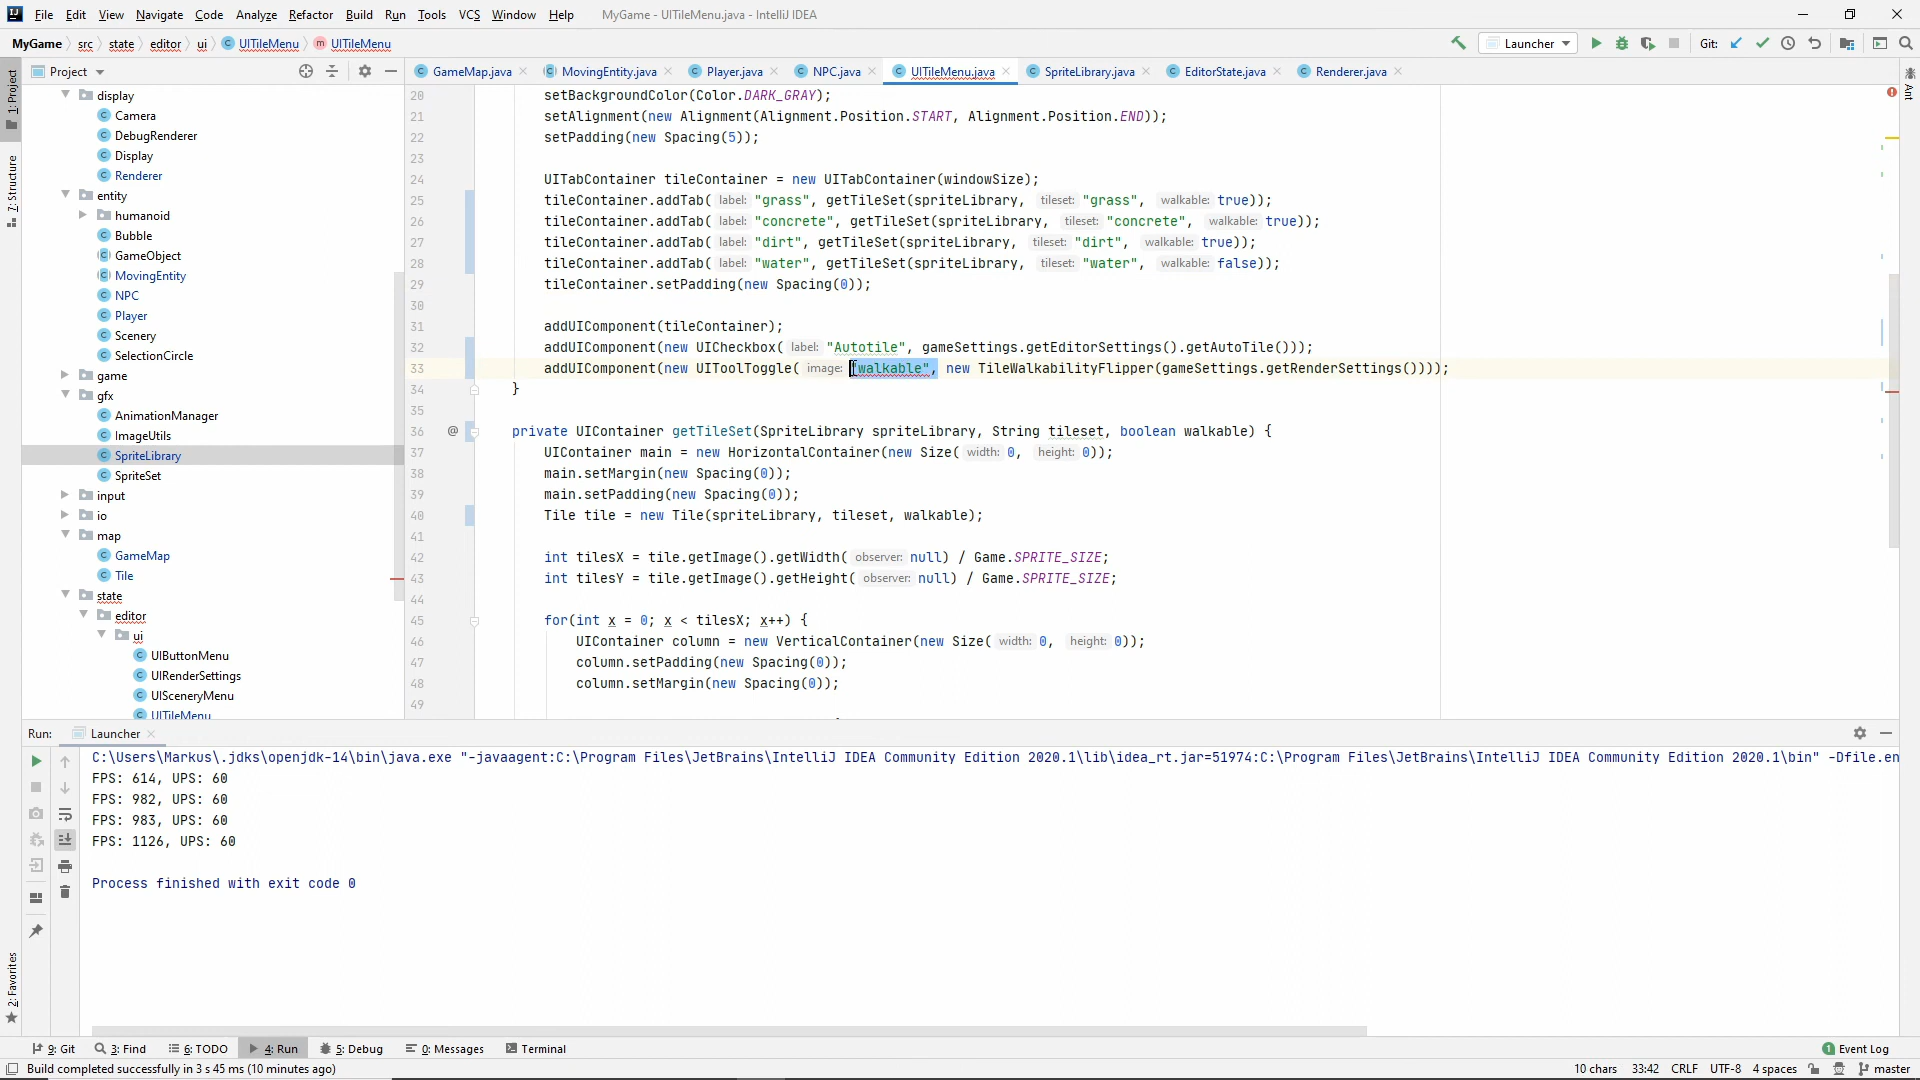 File Edit View Navigate Code Analyze Refactor Build Run Tools VCS Window Help MyGame - UITileMenu.java - IntelliJ IDEA
MyGame src state editor ui UITileMenu UITileMenu Launcher Git:
Project GameMap.java MovingEntity.java Player.java NPC.java UITileMenu.java SpriteLibrary.java EditorState.java Renderer.java
1: Project
7: Structure
2: Favorites
Ant
display
Camera
DebugRenderer
Display
Renderer
entity
humanoid
Bubble
GameObject
MovingEntity
NPC
Player
Scenery
SelectionCircle
game
gfx
AnimationManager
ImageUtils
SpriteLibrary
SpriteSet
input
io
map
GameMap
Tile
state
editor
ui
UIButtonMenu
UIRenderSettings
UISceneryMenu
UITileMenu
20 setBackgroundColor(Color.DARK_GRAY);
21 setAlignment(new Alignment(Alignment.Position.START, Alignment.Position.END));
22 setPadding(new Spacing(5));
23
24 UITabContainer tileContainer = new UITabContainer(windowSize);
25 tileContainer.addTab( label: "grass", getTileSet(spriteLibrary, tileset: "grass", walkable: true));
26 tileContainer.addTab( label: "concrete", getTileSet(spriteLibrary, tileset: "concrete", walkable: true));
27 tileContainer.addTab( label: "dirt", getTileSet(spriteLibrary, tileset: "dirt", walkable: true));
28 tileContainer.addTab( label: "water", getTileSet(spriteLibrary, tileset: "water", walkable: false));
29 tileContainer.setPadding(new Spacing(0));
30
31 addUIComponent(tileContainer);
32 addUIComponent(new UICheckbox( label: "Autotile", gameSettings.getEditorSettings().getAutoTile()));
33 addUIComponent(new UIToolToggle( image: "walkable", new TileWalkabilityFlipper(gameSettings.getRenderSettings())));
34 }
35
36 @ private UIContainer getTileSet(SpriteLibrary spriteLibrary, String tileset, boolean walkable) {
37 UIContainer main = new HorizontalContainer(new Size( width: 0, height: 0));
38 main.setMargin(new Spacing(0));
39 main.setPadding(new Spacing(0));
40 Tile tile = new Tile(spriteLibrary, tileset, walkable);
41
42 int tilesX = tile.getImage().getWidth( observer: null) / Game.SPRITE_SIZE;
43 int tilesY = tile.getImage().getHeight( observer: null) / Game.SPRITE_SIZE;
44
45 for(int x = 0; x < tilesX; x++) {
46 UIContainer column = new VerticalContainer(new Size( width: 0, height: 0));
47 column.setPadding(new Spacing(0));
48 column.setMargin(new Spacing(0));
49
Run: Launcher
C:\Users\Markus\.jdks\openjdk-14\bin\java.exe "-javaagent:C:\Program Files\JetBrains\IntelliJ IDEA Community Edition 2020.1\lib\idea_rt.jar=51974:C:\Program Files\JetBrains\IntelliJ IDEA Community Edition 2020.1\bin" -Dfile.en
FPS: 614, UPS: 60
FPS: 982, UPS: 60
FPS: 983, UPS: 60
FPS: 1126, UPS: 60
Process finished with exit code 0
9: Git 3: Find 6: TODO 4: Run 5: Debug 0: Messages Terminal 1 Event Log
Build completed successfully in 3 s 45 ms (10 minutes ago) 10 chars 33:42 CRLF UTF-8 4 spaces master